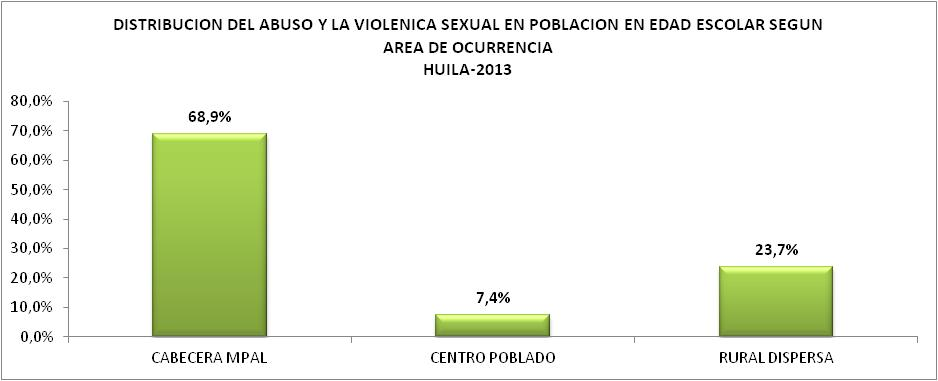 DISTRIBUCION DEL ABUSO Y LA VIOLENICA SEXUAL EN POBLACION EN EDAD ESCOLAR SEGUN
AREA DE OCURRENCIA
HUILA-2013
80,0%
70,0%
60,0%
50,0%
40,0%
30,0%
20,0%
10,0%
0,0%
68,9%
7,4%
23,7%
CABECERA MPAL
CENTRO POBLADO
RURAL DISPERSA